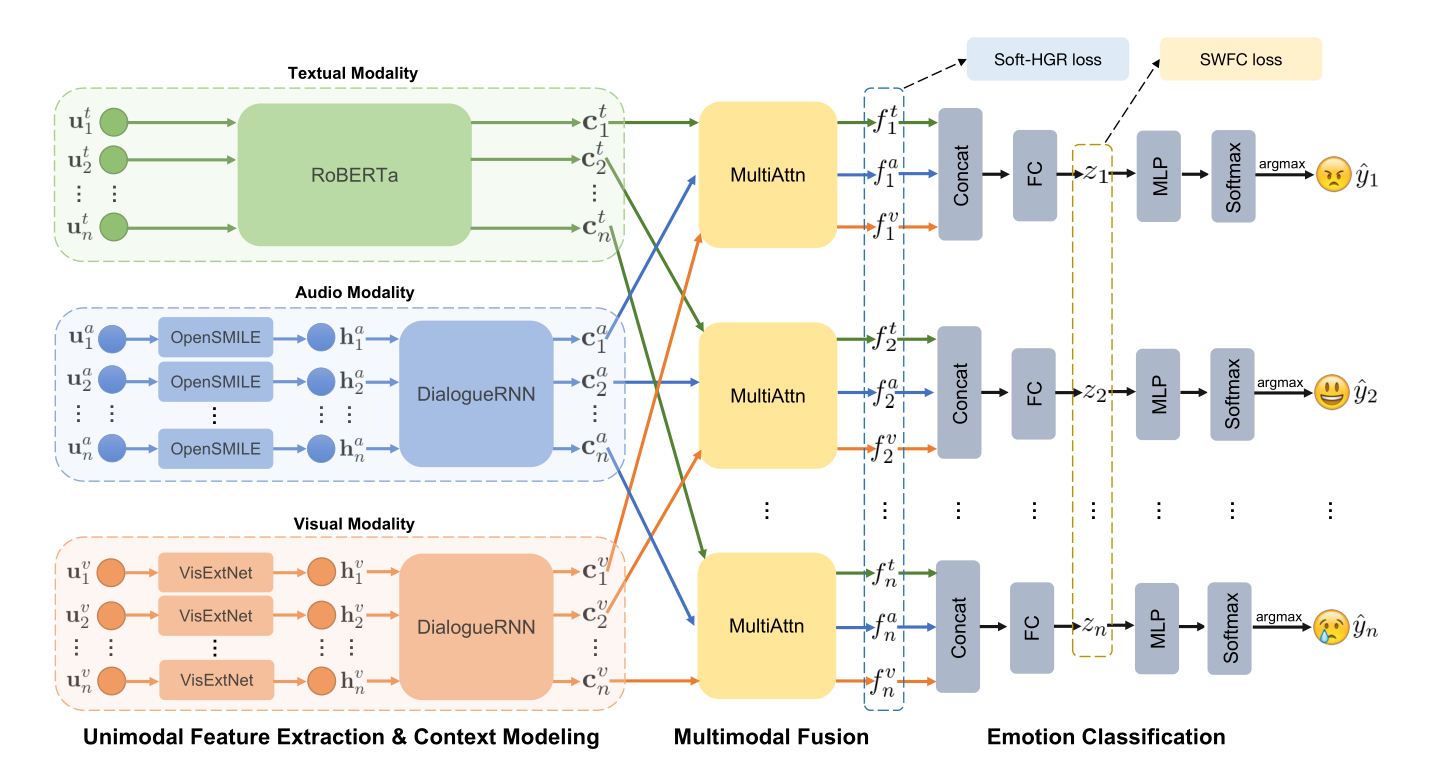 Soft-HGR loss
SWFC loss
Textual Modality
u_1^t
u_2^t
⋮ ⋮
u_n^t
RoBERTa
c_1^t
c_2^t
⋮
c_n^t
Audio Modality
u_1^a OpenSMILE h_1^a
u_2^a OpenSMILE h_2^a
⋮ ⋮ ⋮ ⋮ ⋮
u_n^a OpenSMILE h_n^a
DialogueRNN
c_1^a
c_2^a
⋮
c_n^a
Visual Modality
u_1^v VisExtNet h_1^v
u_2^v VisExtNet h_2^v
⋮ ⋮ ⋮ ⋮ ⋮
u_n^v VisExtNet h_n^v
DialogueRNN
c_1^v
c_2^v
⋮
c_n^v
MultiAttn
f_1^t
f_1^a
f_1^v
Concat FC z_1 MLP Softmax argmax ŷ_1
MultiAttn
f_2^t
f_2^a
f_2^v
Concat FC z_2 MLP Softmax argmax ŷ_2
⋮ ⋮ ⋮ ⋮ ⋮ ⋮ ⋮ ⋮
MultiAttn
f_n^t
f_n^a
f_n^v
Concat FC z_n MLP Softmax argmax ŷ_n
Unimodal Feature Extraction & Context Modeling
Multimodal Fusion
Emotion Classification